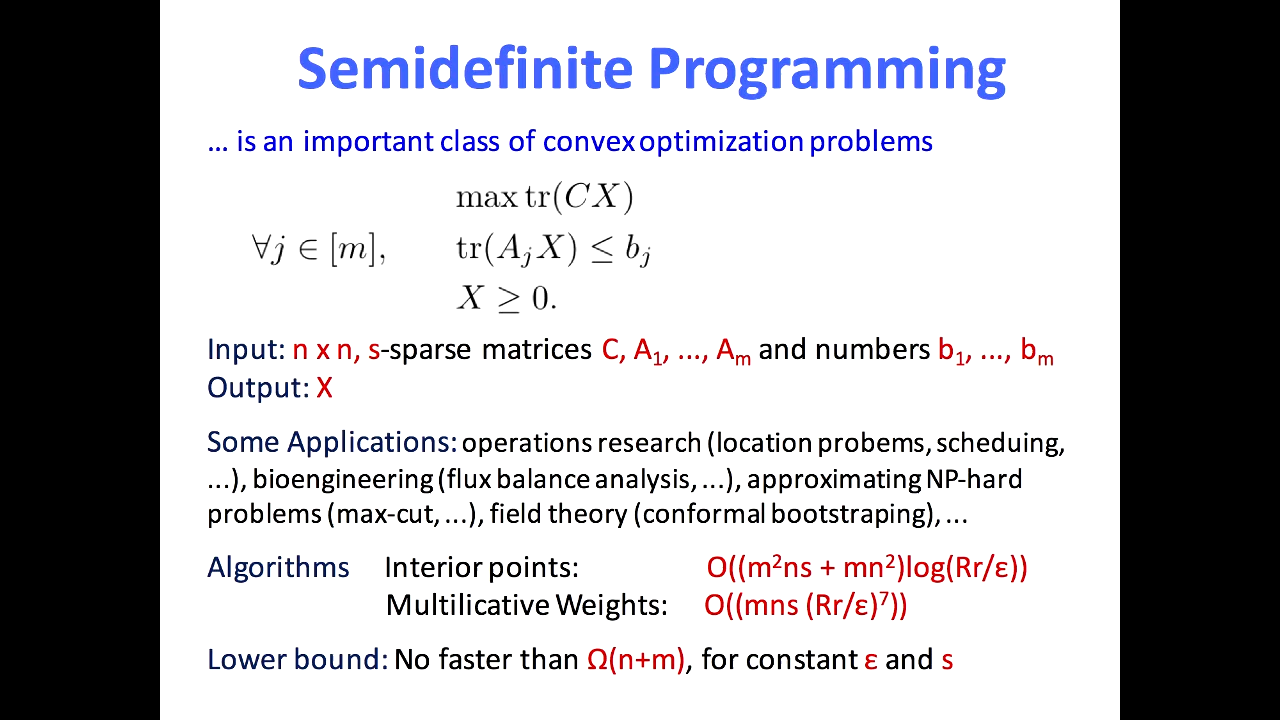 Semidefinite Programming
... is an important class of convex optimization problems
max tr(CX)
∀j ∈ [m], tr(A_jX) ≤ b_j
X ≥ 0.
Input: n x n, s-sparse matrices C, A₁, ..., Aₘ and numbers b₁, ..., bₘ
Output: X
Some Applications: operations research (location probems, scheduing,
...), bioengineering (flux balance analysis, ...), approximating NP-hard
problems (max-cut, ...), field theory (conformal bootstraping), ...
Algorithms Interior points: O((m²ns + mn²)log(Rr/ε))
Multilicative Weights: O((mns (Rr/ε)⁷))
Lower bound: No faster than Ω(n+m), for constant ε and s